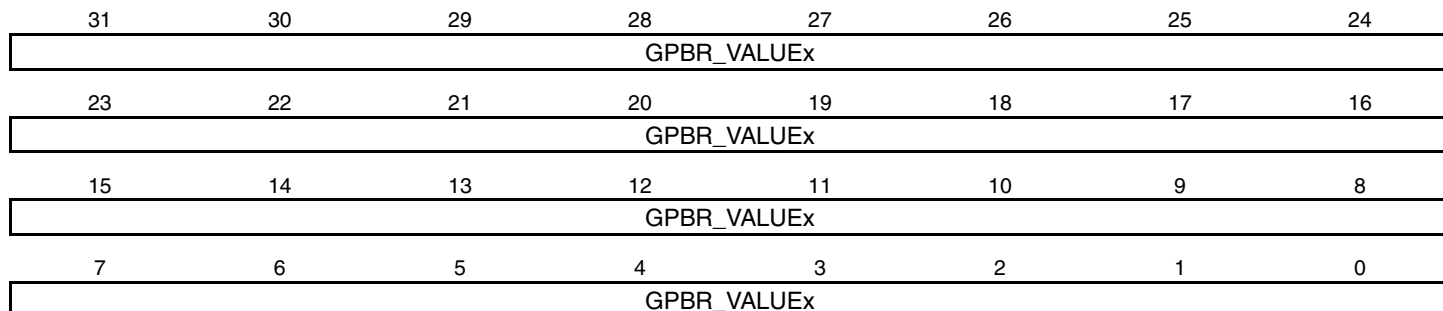 31 30 29 28 27 26 25 24
GPBR_VALUEx
23 22 21 20 19 18 17 16
GPBR_VALUEx
15 14 13 12 11 10 9 8
GPBR_VALUEx
7 6 5 4 3 2 1 0
GPBR_VALUEx